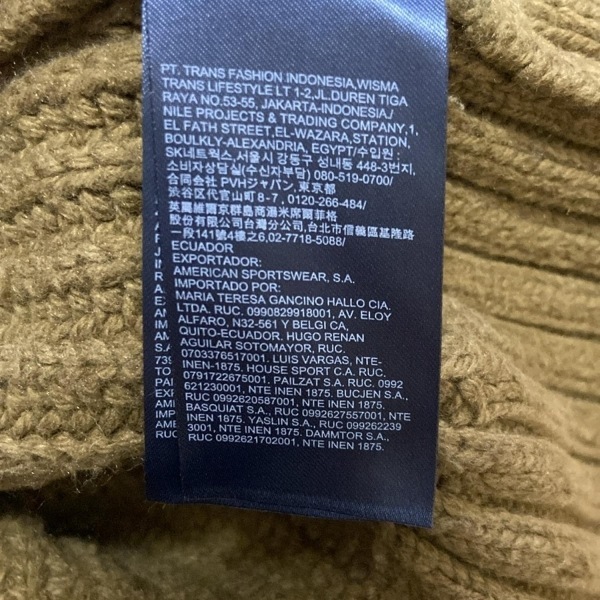 PT. TRANS FASHION INDONESIA,WISMA
TRANS LIFESTYLE LT 1-2,JL.DUREN TIGA
RAYA NO.53-55, JAKARTA-INDONESIA/
NILE PROJECTS & TRADING COMPANY,1,
EL FATH STREET,EL-WAZARA,STATION,
BOULKLY-ALEXANDRIA, EGYPT/수입원 :
SK네트웍스,서울시 강동구 성내동 448-3번지,
소비자상담실(수신자부담) 080-519-0700/
合同会社 PVHジャパン,東京都
渋谷区代官山町8-7 , 0120-266-484/
英屬維爾京群島商湯米席爾菲格
股份有限公司台灣分公司,台北市信義區基隆路
一段141號4樓之6,02-7718-5088/
ECUADOR
EXPORTADOR:
AMERICAN SPORTSWEAR, S.A.
IMPORTADO POR:
MARIA TERESA GANCINO HALLO CIA,
LTDA. RUC. 0990829918001, AV. ELOY
ALFARO, N32-561 Y BELGI CA,
QUITO-ECUADOR. HUGO RENAN
AGUILAR SOTOMAYOR, RUC.
0703376517001. LUIS VARGAS, NTE-
INEN-1875. HOUSE SPORT C.A. RUC.
0791722675001. PAILZAT S.A. RUC. 0992
621230001. NTE INEN 1875. BUCJEN S.A.,
RUC 0992620587001. NTE INEN 1875.
BASQUIAT S.A., RUC 0992627557001, NTE
INEN 1875. YASLIN S.A., RUC 099262239
3001, NTE INEN 1875. DAMMTOR S.A.,
RUC 0992621702001, NTE INEN 1875.